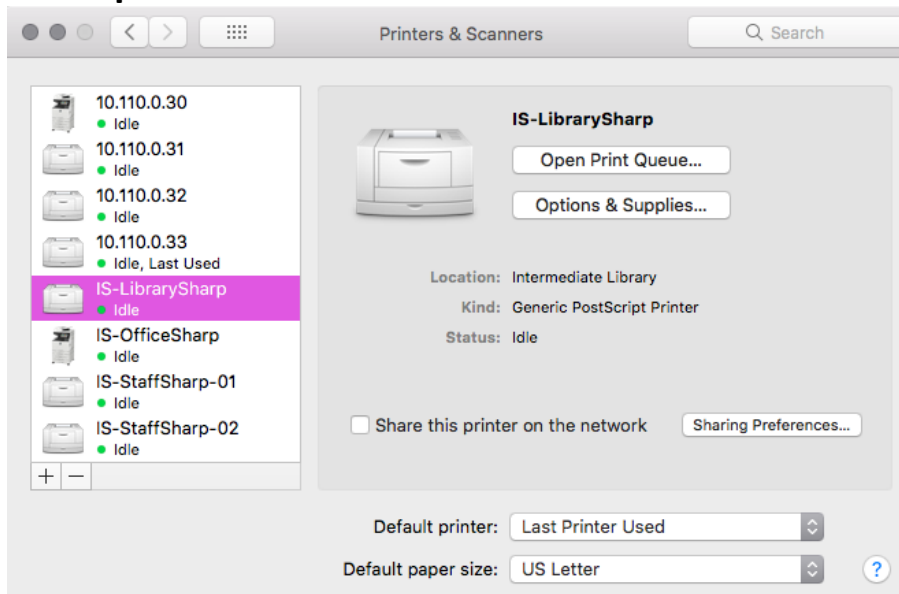 Printers & Scanners
Search
10.110.0.30
Idle
10.110.0.31
Idle
10.110.0.32
Idle
10.110.0.33
Idle, Last Used
IS-LibrarySharp
Idle
IS-OfficeSharp
Idle
IS-StaffSharp-01
Idle
IS-StaffSharp-02
Idle
+ −
IS-LibrarySharp
Open Print Queue...
Options & Supplies...
Location: Intermediate Library
Kind: Generic PostScript Printer
Status: Idle
Share this printer on the network Sharing Preferences...
Default printer: Last Printer Used
Default paper size: US Letter
?